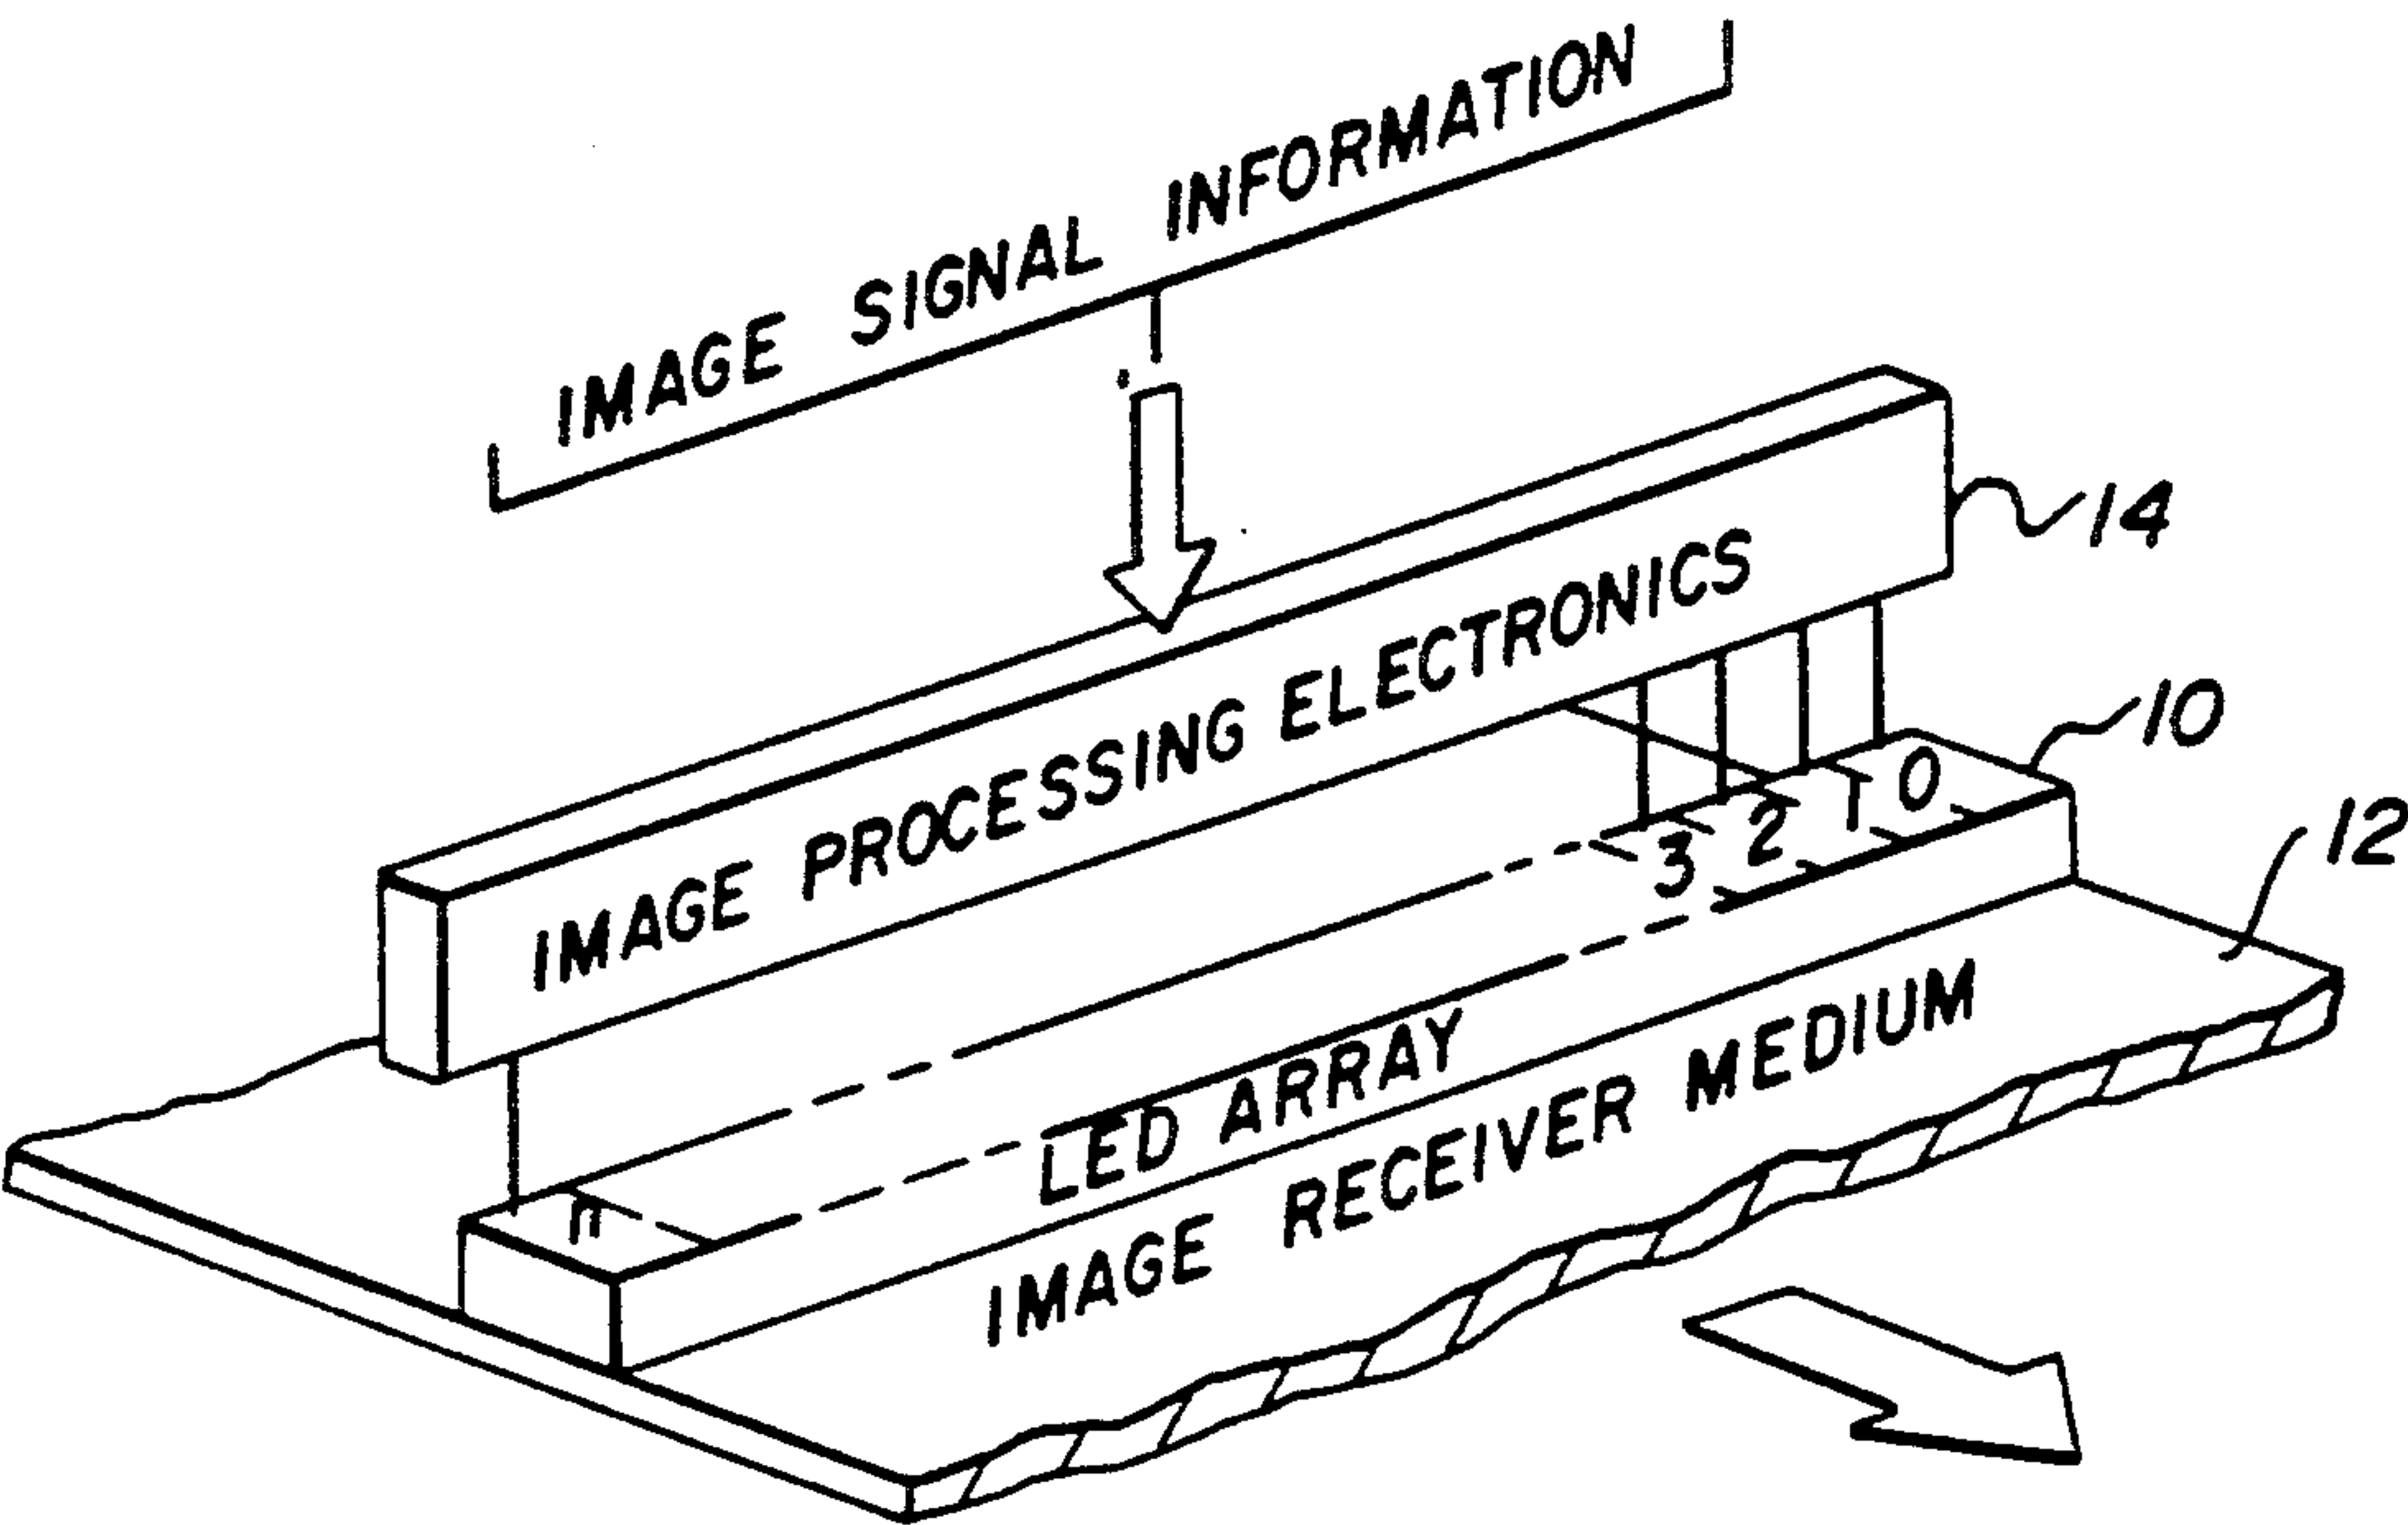 IMAGE SIGNAL INFORMATION
14
IMAGE PROCESSING ELECTRONICS
10
0
1
2
3
12
n
LED ARRAY
IMAGE RECEIVER MEDIUM